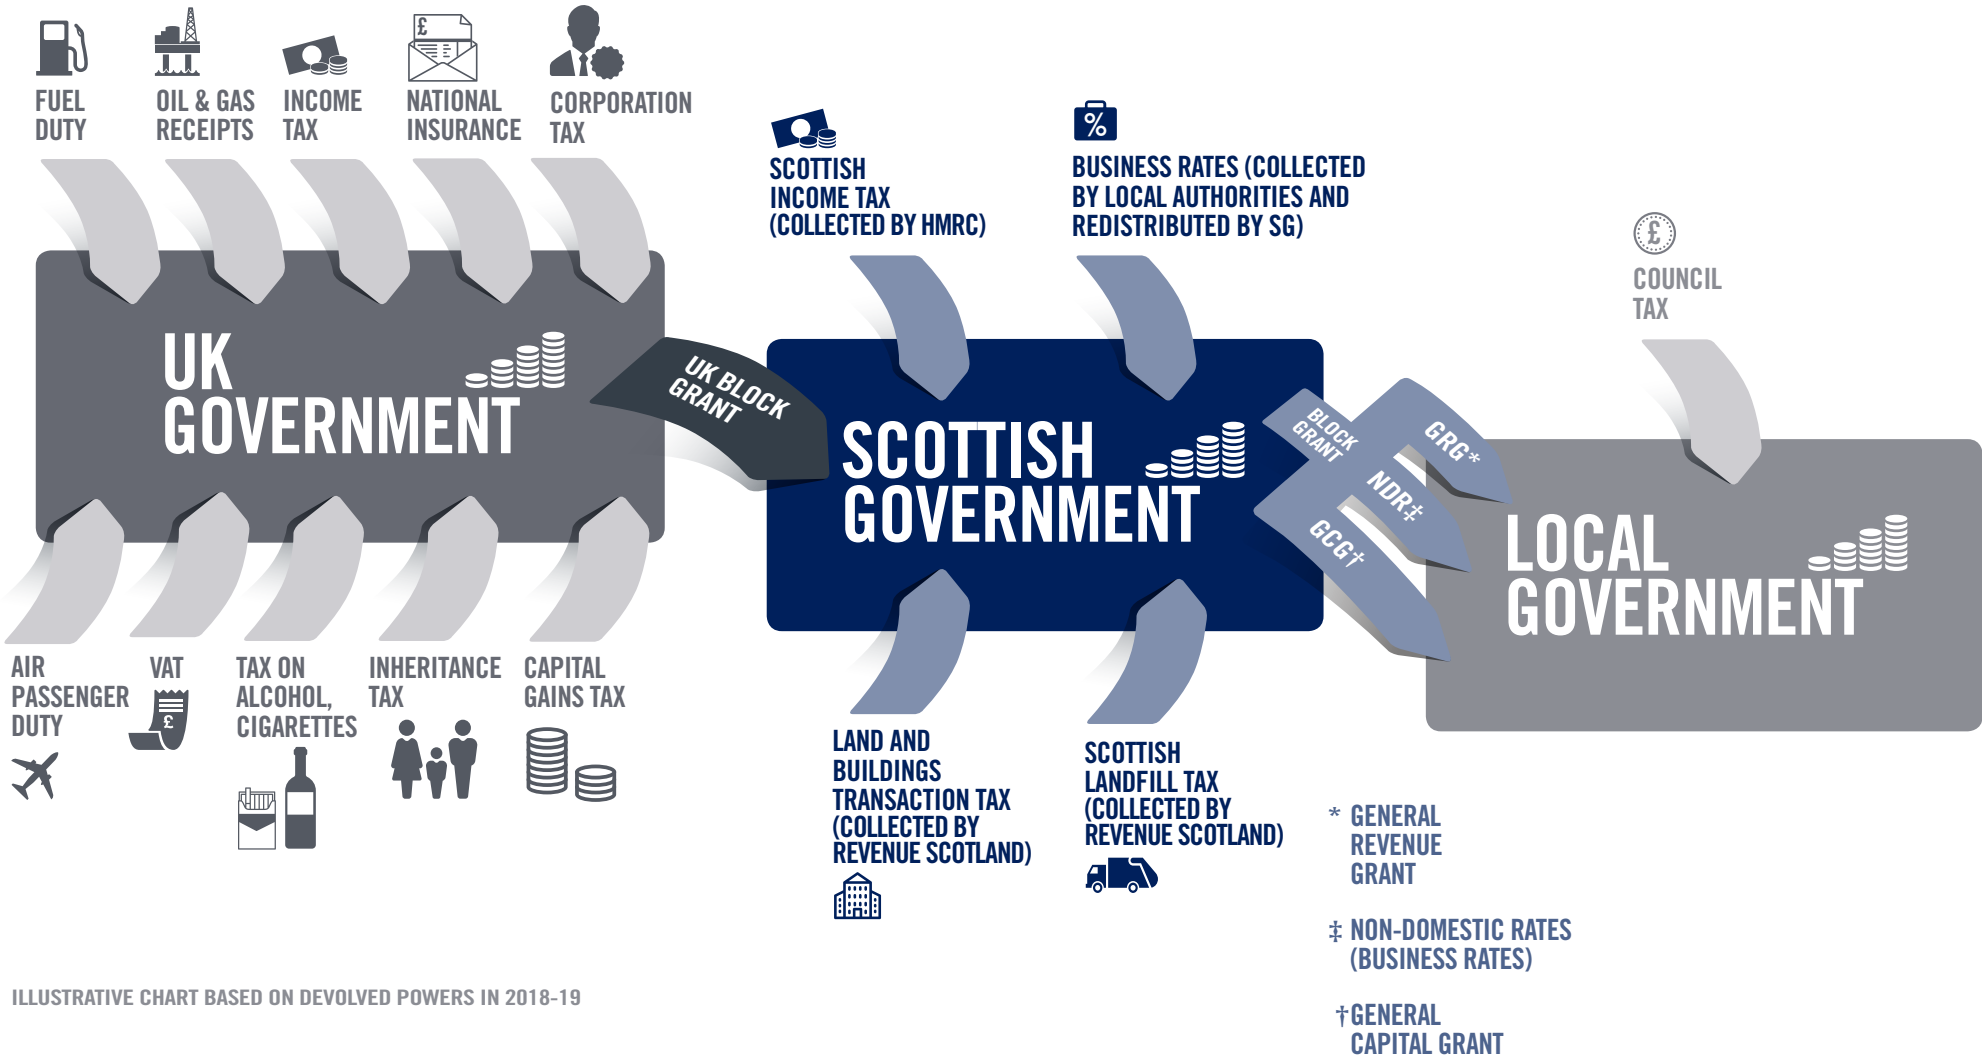 FUEL
DUTY
OIL & GAS
RECEIPTS
INCOME
TAX
£
NATIONAL
INSURANCE
CORPORATION
TAX
UK
GOVERNMENT
AIR
PASSENGER
DUTY
VAT
£
TAX ON
ALCOHOL,
CIGARETTES
INHERITANCE
TAX
CAPITAL
GAINS TAX
UK BLOCK
GRANT
SCOTTISH
INCOME TAX
(COLLECTED BY HMRC)
%
BUSINESS RATES (COLLECTED
BY LOCAL AUTHORITIES AND
REDISTRIBUTED BY SG)
SCOTTISH
GOVERNMENT
LAND AND
BUILDINGS
TRANSACTION TAX
(COLLECTED BY
REVENUE SCOTLAND)
SCOTTISH
LANDFILL TAX
(COLLECTED BY
REVENUE SCOTLAND)
BLOCK
GRANT
GRG*
NDR‡
GCG†
£
COUNCIL
TAX
LOCAL
GOVERNMENT
* GENERAL
REVENUE
GRANT
‡ NON-DOMESTIC RATES
(BUSINESS RATES)
†GENERAL
CAPITAL GRANT
ILLUSTRATIVE CHART BASED ON DEVOLVED POWERS IN 2018-19